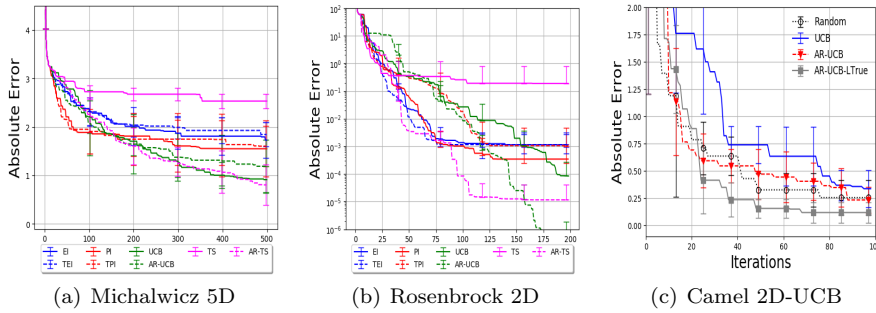 Absolute Error
4
3
2
1
0
0 100 200 300 400 500
EI PI UCB TS AR-TS
TEI TPI AR-UCB
(a) Michalwicz 5D
Absolute Error
10^2
10^1
10^0
10^-1
10^-2
10^-3
10^-4
10^-5
10^-6
0 25 50 75 100 125 150 175 200
EI PI UCB TS AR-TS
TEI TPI AR-UCB
(b) Rosenbrock 2D
Absolute Error
2.00
1.75
1.50
1.25
1.00
0.75
0.50
0.25
0.00
0 20 40 60 80 100
Iterations
Random
UCB
AR-UCB
AR-UCB-LTrue
(c) Camel 2D-UCB